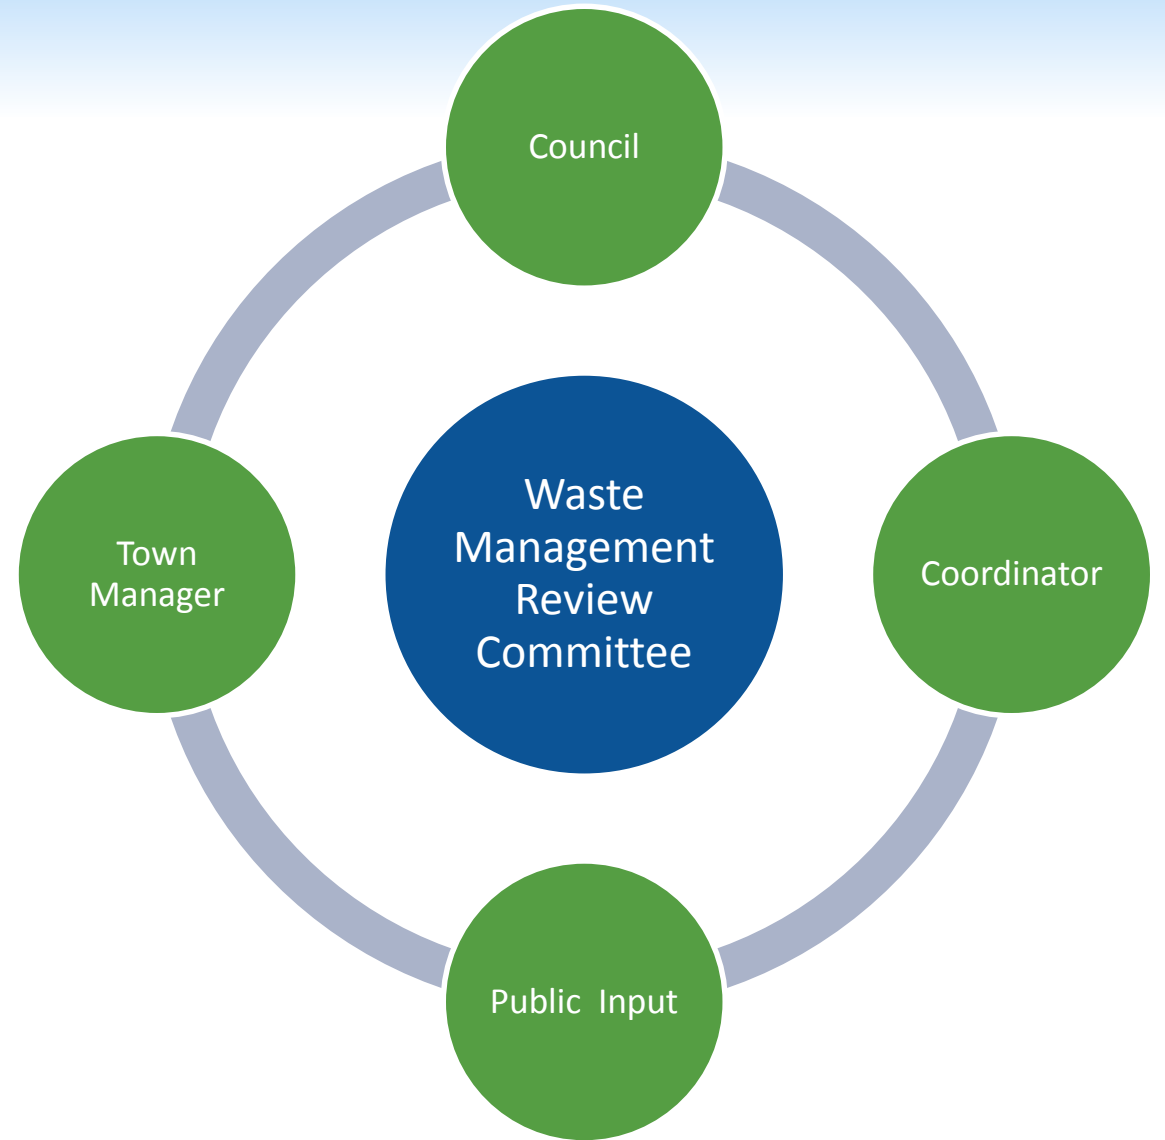 Council
Town
Manager
Waste
Management
Review
Committee
Coordinator
Public  Input